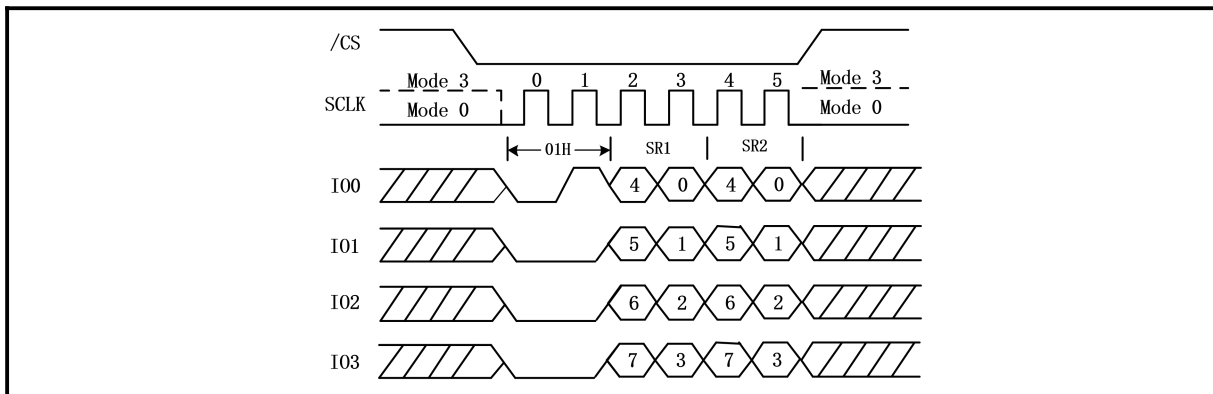 /CS
Mode 3 0 1 2 3 4 5 Mode 3
SCLK Mode 0 Mode 0
01H SR1 SR2
IO0 4 0 4 0
IO1 5 1 5 1
IO2 6 2 6 2
IO3 7 3 7 3